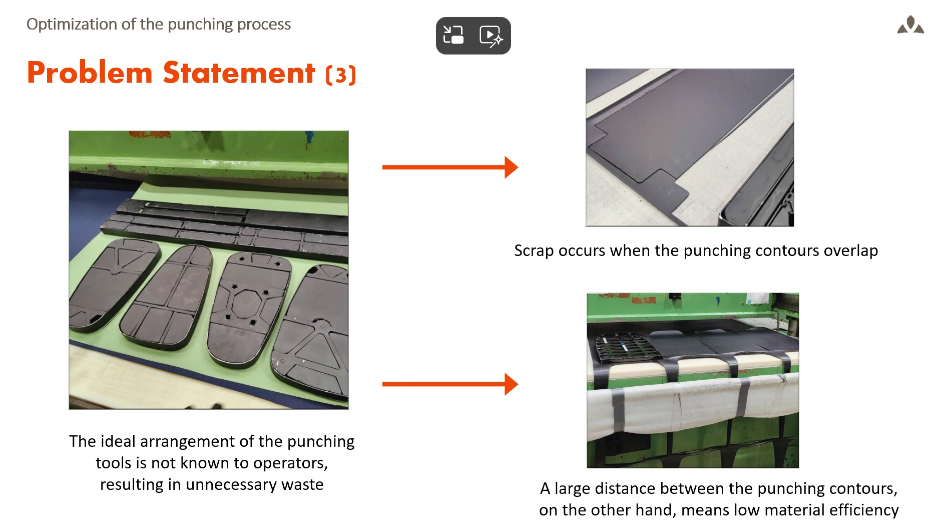 Optimization of the punching process
Problem Statement (3)
Scrap occurs when the punching contours overlap
The ideal arrangement of the punching
tools is not known to operators,
resulting in unnecessary waste
A large distance between the punching contours,
on the other hand, means low material efficiency